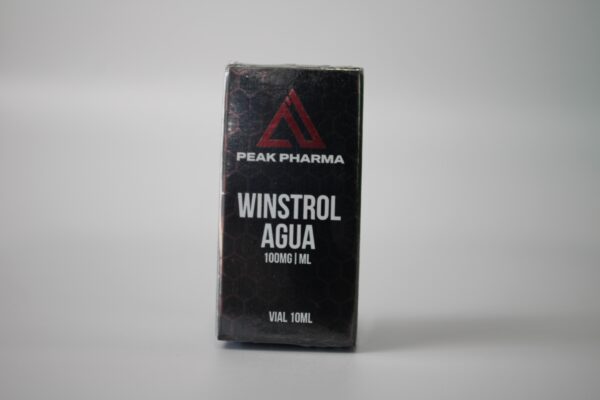 PEAK PHARMA
WINSTROL
AGUA
100MG | ML
VIAL 10ML